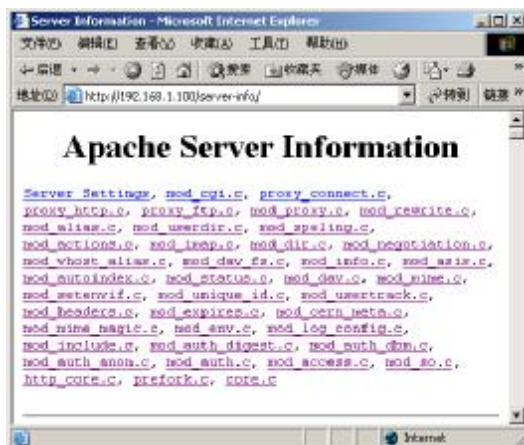 Server Information - Microsoft Internet Explorer
文件(F) 编辑(E) 查看(V) 收藏(A) 工具(T) 帮助(H)
后退 搜索 收藏夹 媒体
地址(D) http://192.168.1.100/server-info/ 转到 链接 »
Apache Server Information
Server Settings, mod_cgi.c, proxy_connect.c,
proxy_http.c, proxy_ftp.c, mod_proxy.c, mod_rewrite.c,
mod_alias.c, mod_userdir.c, mod_speling.c,
mod_actions.c, mod_imap.c, mod_dir.c, mod_negotiation.c,
mod_vhost_alias.c, mod_dav_fs.c, mod_info.c, mod_asis.c,
mod_autoindex.c, mod_status.c, mod_dav.c, mod_mime.c,
mod_setenvif.c, mod_unique_id.c, mod_usertrack.c,
mod_headers.c, mod_expires.c, mod_cern_meta.c,
mod_mime_magic.c, mod_env.c, mod_log_config.c,
mod_include.c, mod_auth_digest.c, mod_auth_dbm.c,
mod_auth_anon.c, mod_auth.c, mod_access.c, mod_so.c,
http_core.c, prefork.c, core.c
Internet